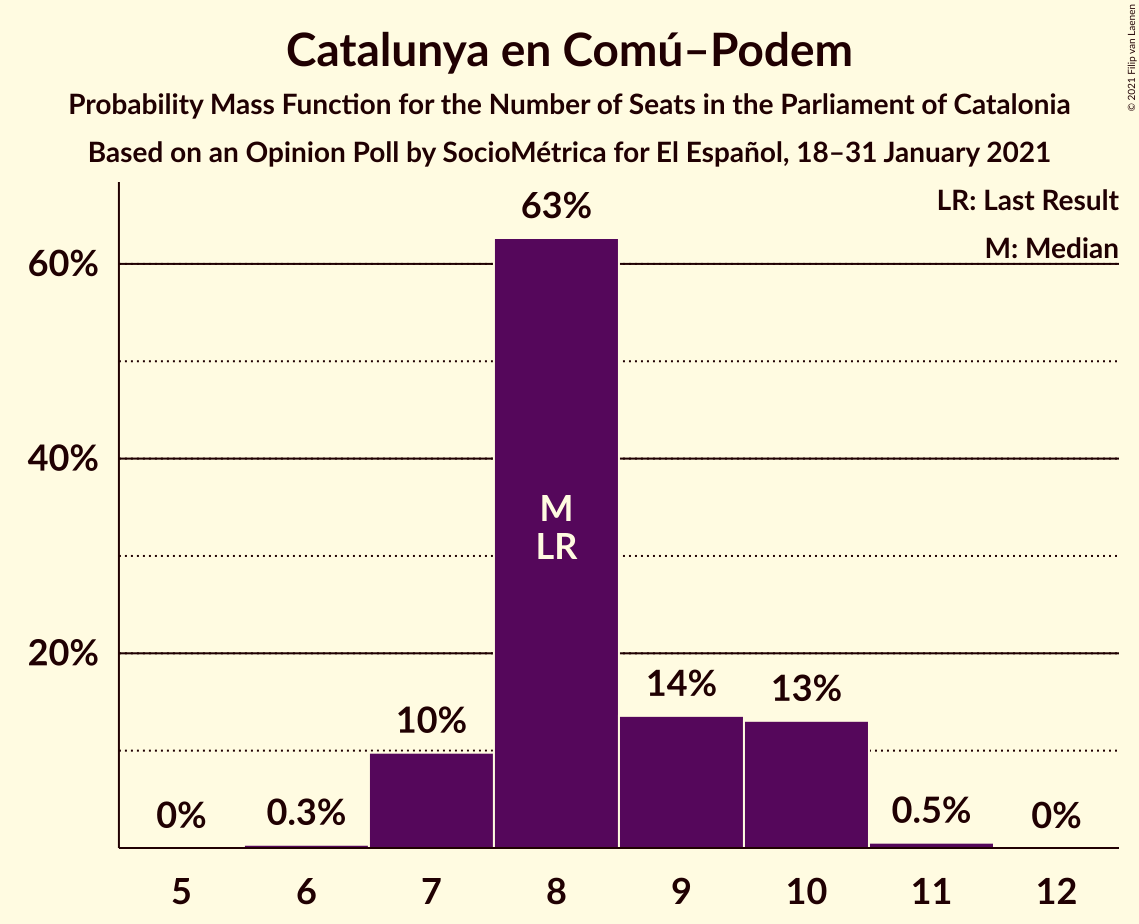 Catalunya en Comú–Podem
Probability Mass Function for the Number of Seats in the Parliament of Catalonia
Based on an Opinion Poll by SocioMétrica for El Español, 18–31 January 2021
© 2021 Filip van Laenen
LR: Last Result
M: Median
60%
40%
20%
0%
0.3%
10%
63%
14%
13%
0.5%
0%
M
LR
5 6 7 8 9 10 11 12